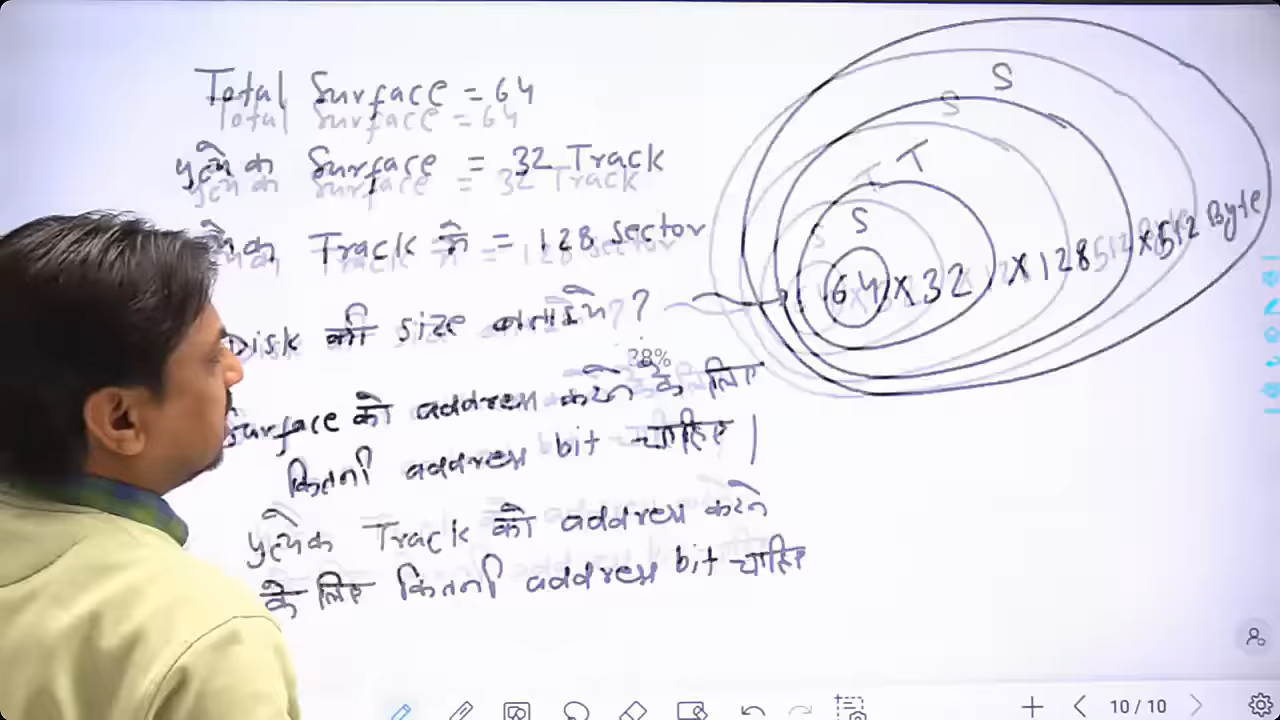 Total Surface = 64
प्रत्येक Surface = 32 Track
Track में = 128 Sector
Disk की size बताइये ?
Surface को address करने के लिए
कितनी address bit चाहिए |
प्रत्येक Track को address करने
के लिए कितनी address bit चाहिए
S
T
S
64 × 32 × 128 × 512 Byte
10 / 10